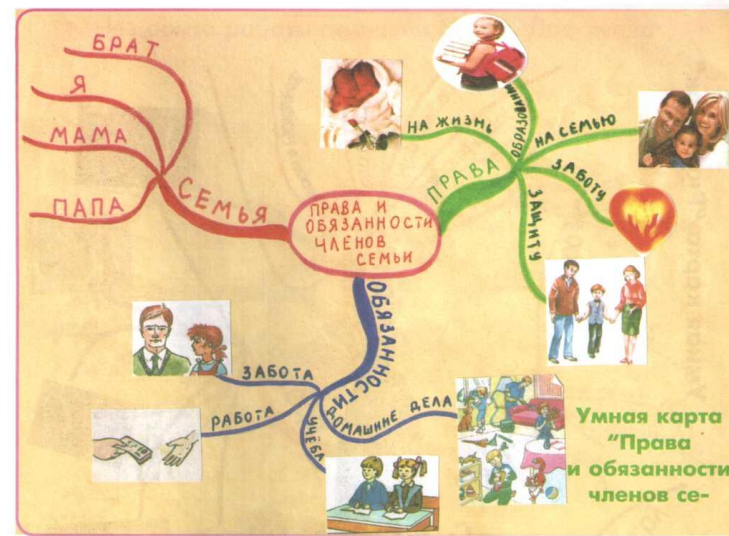 БРАТ
Я
МАМА
ПАПА
СЕМЬЯ
ПРАВА И
ОБЯЗАННОСТИ
ЧЛЕНОВ
СЕМЬИ
ПРАВА
НА ЖИЗНЬ
ОБРАЗОВАНИЕ
НА СЕМЬЮ
ЗАБОТУ
ЗАЩИТУ
ОБЯЗАННОСТИ
ЗАБОТА
РАБОТА
УЧЁБА
ДОМАШНИЕ ДЕЛА
Умная карта
"Права
и обязанности
членов се-